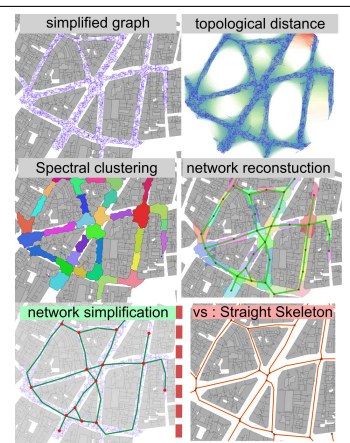 simplified graph
topological distance
Spectral clustering
network reconstuction
network simplification
vs : Straight Skeleton